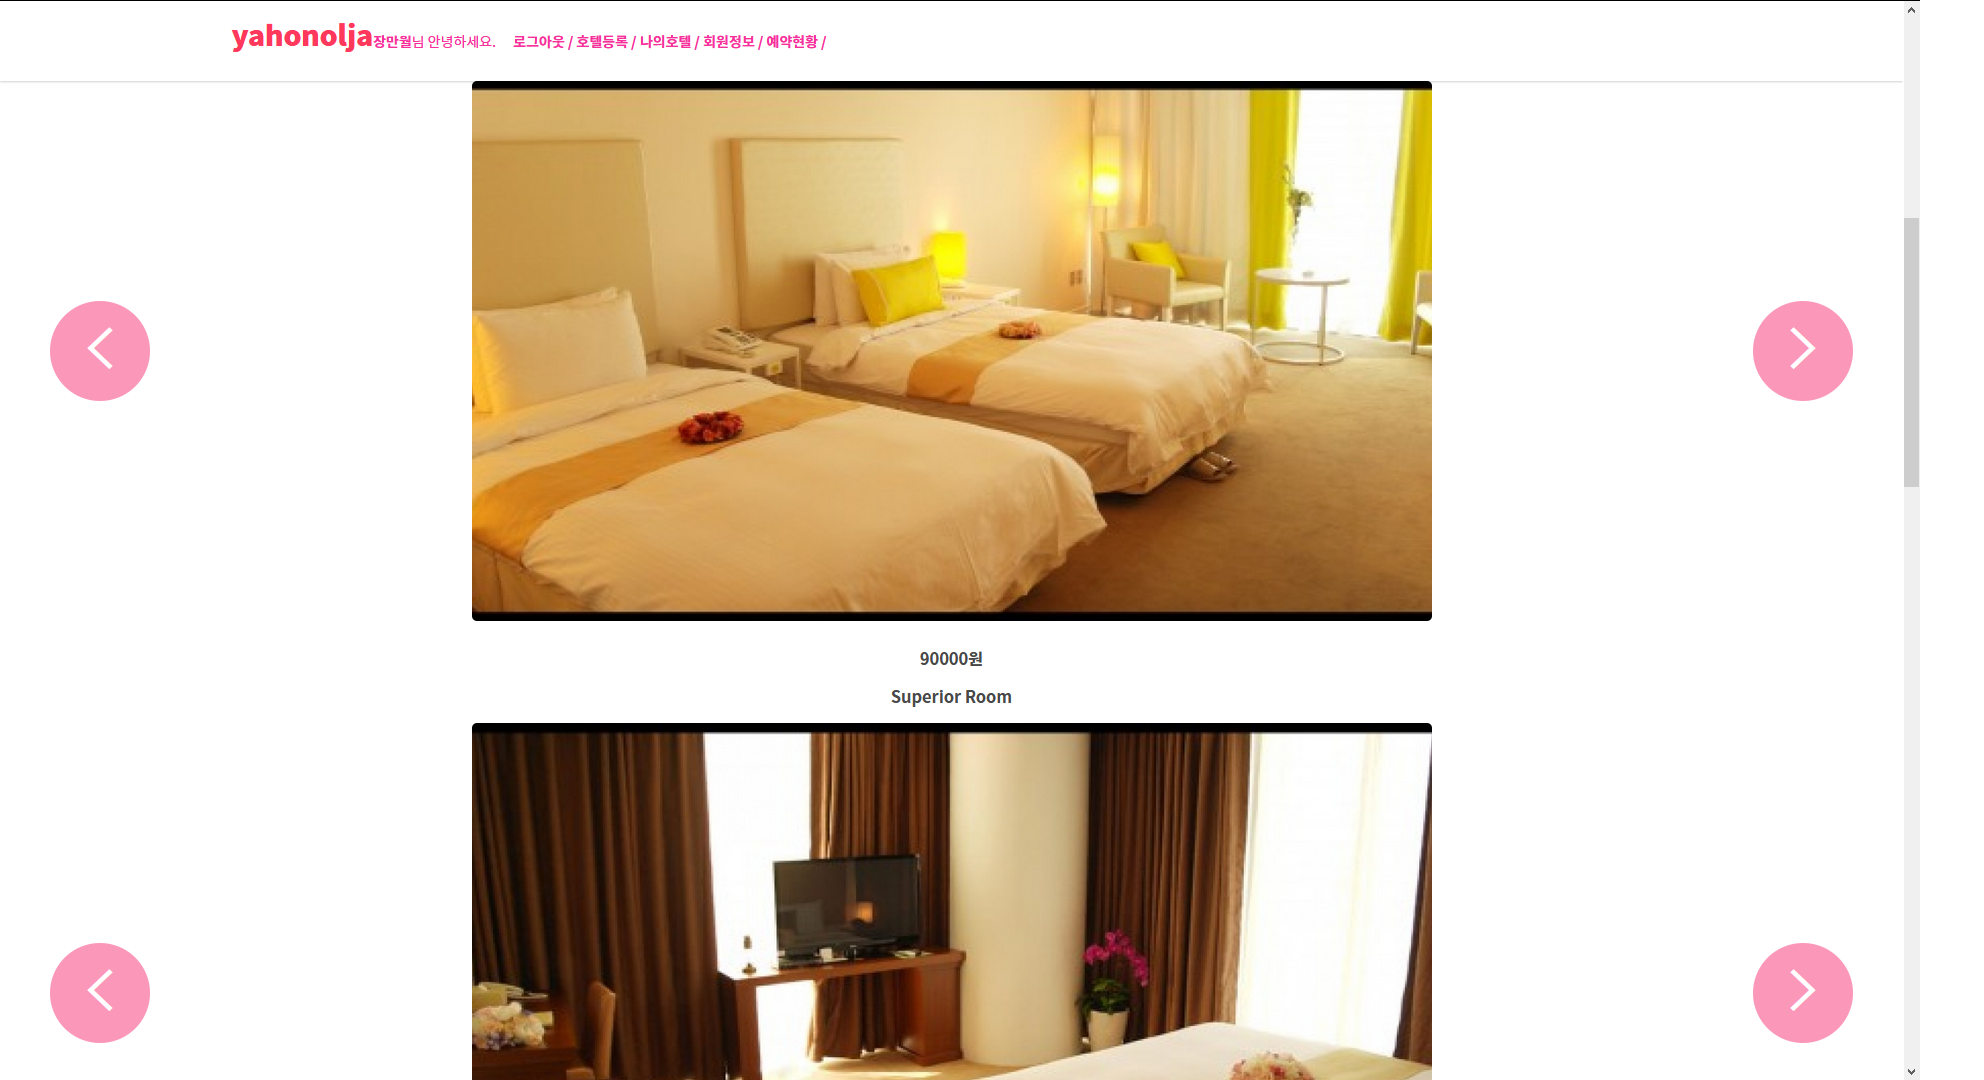 yahonolja장만월님 안녕하세요. 로그아웃 / 호텔등록 / 나의호텔 / 회원정보 / 예약현황 /
90000원
Superior Room